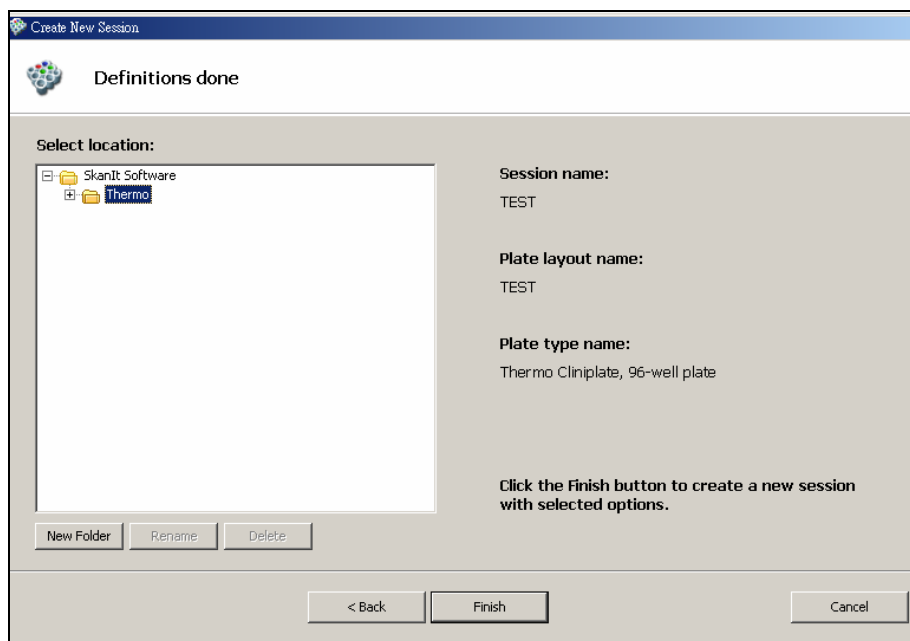 Create New Session
Definitions done
Select location:
SkanIt Software
Thermo
New Folder
Rename
Delete
Session name:
TEST
Plate layout name:
TEST
Plate type name:
Thermo Cliniplate, 96-well plate
Click the Finish button to create a new session
with selected options.
< Back
Finish
Cancel